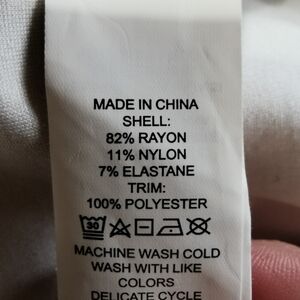 MADE IN CHINA
SHELL:
82% RAYON
11% NYLON
7% ELASTANE
TRIM:
100% POLYESTER
30
MACHINE WASH COLD
WASH WITH LIKE
COLORS
DELICATE CYCLE